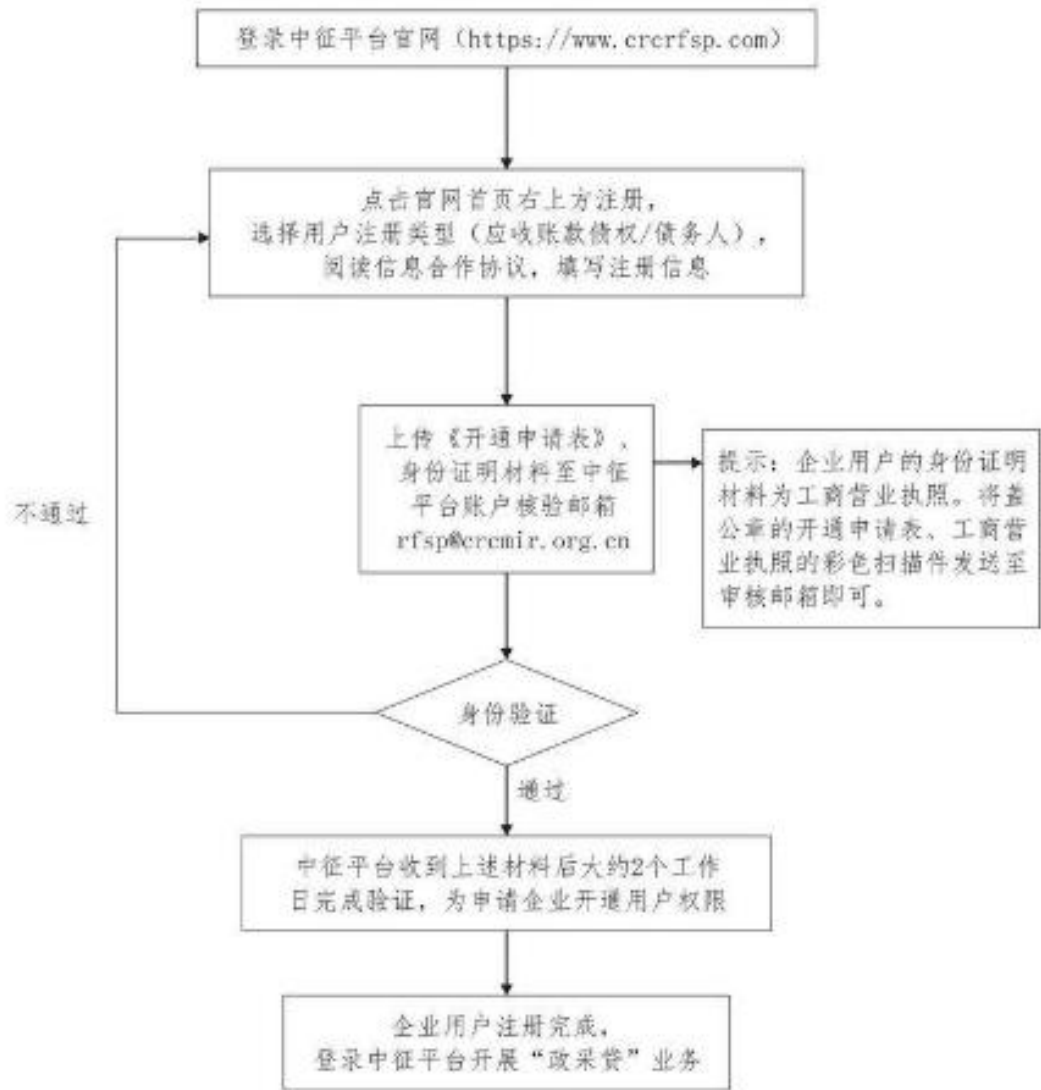 登录中征平台官网（https://www.crcrfsp.com）
点击官网首页右上方注册，
选择用户注册类型（应收账款债权/债务人），
阅读信息合作协议，填写注册信息
上传《开通申请表》、
身份证明材料至中征
平台账户核验邮箱
rfsp@crcmir.org.cn
提示：企业用户的身份证明
材料为工商营业执照。将盖
公章的开通申请表、工商营
业执照的彩色扫描件发送至
审核邮箱即可。
不通过
身份验证
通过
中征平台收到上述材料后大约2个工作
日完成验证，为申请企业开通用户权限
企业用户注册完成，
登录中征平台开展“政采贷”业务